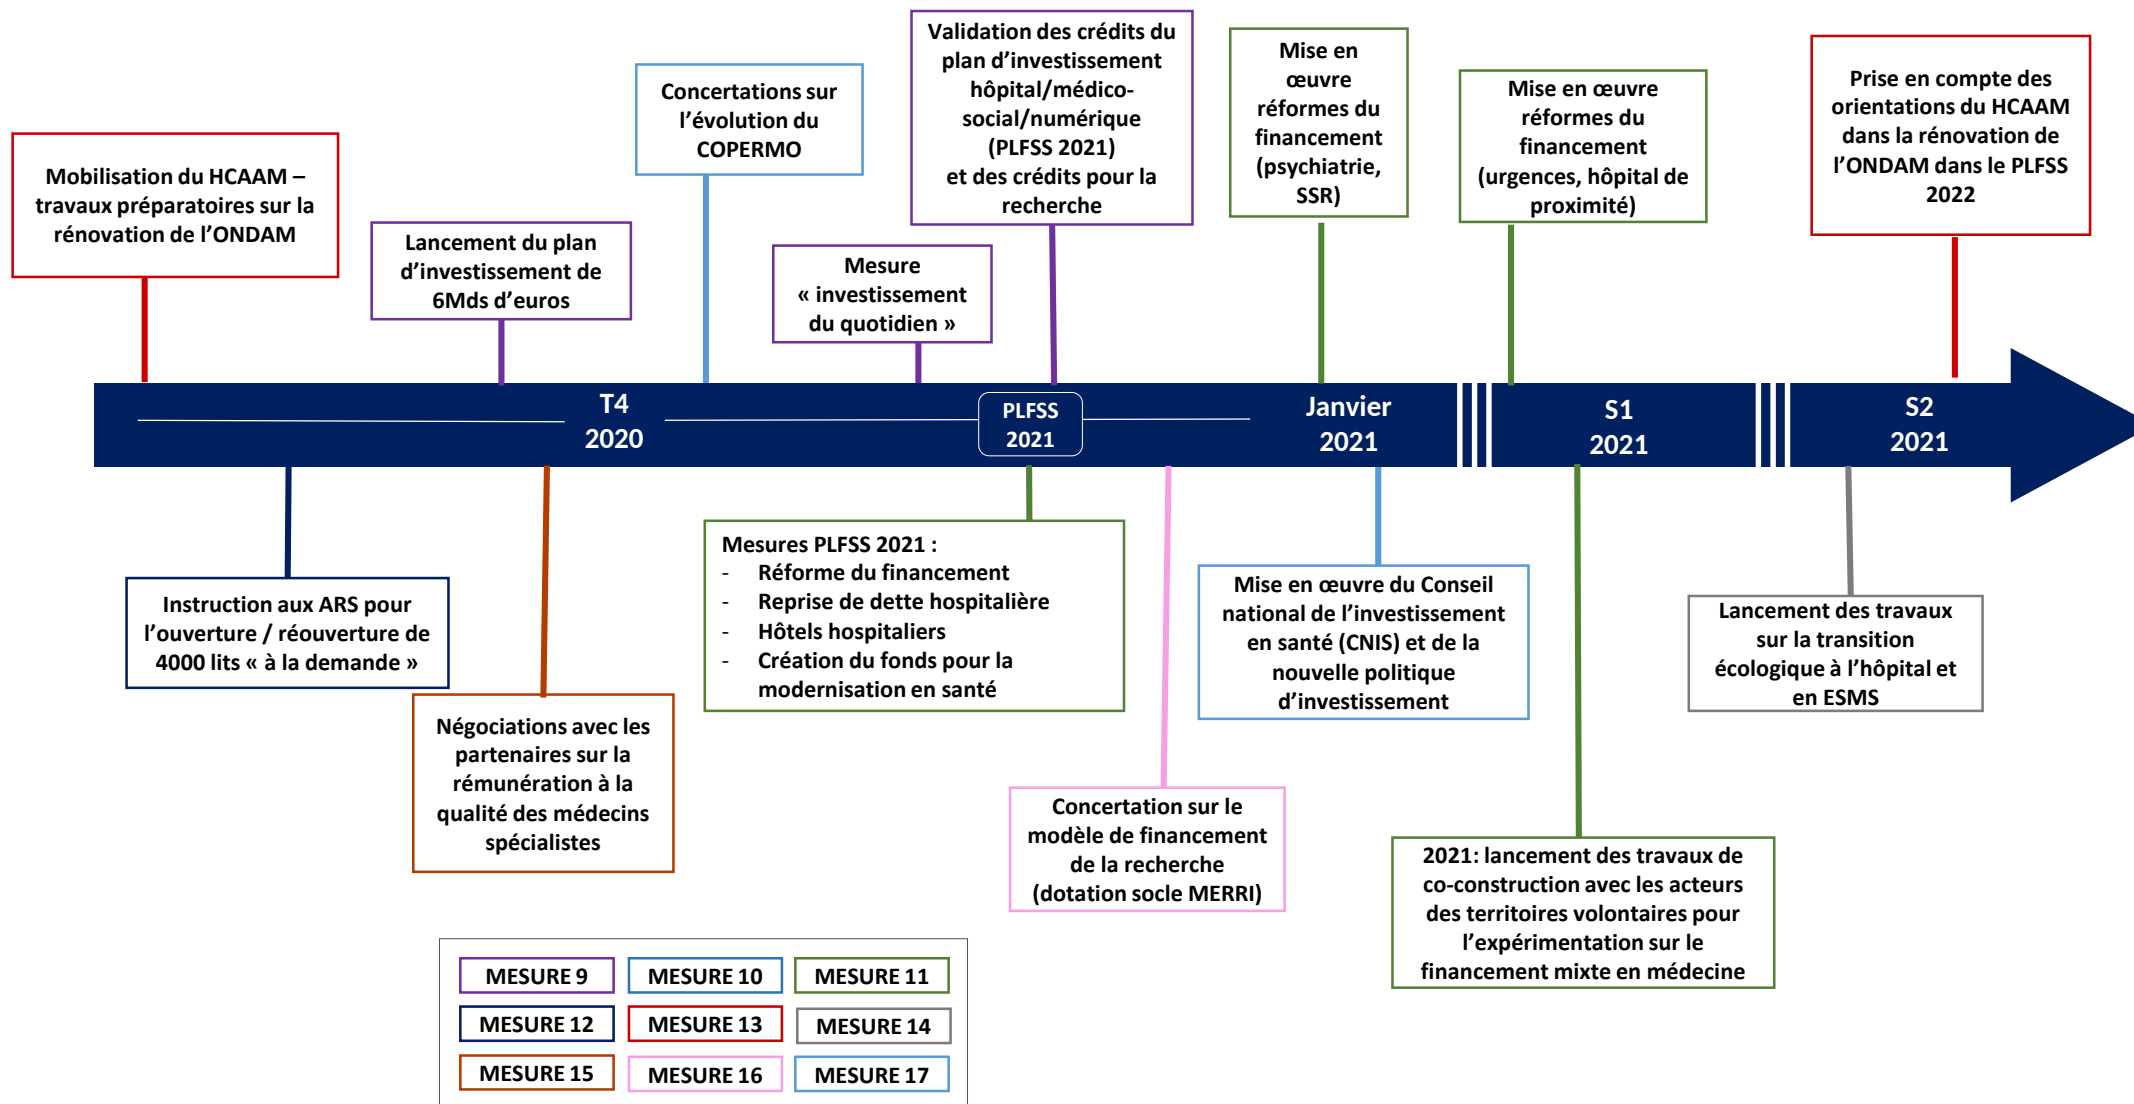 Mobilisation du HCAAM –
travaux préparatoires sur la
rénovation de l’ONDAM
Lancement du plan
d’investissement de
6Mds d’euros
Concertations sur
l’évolution du
COPERMO
Mesure
« investissement
du quotidien »
Validation des crédits du
plan d’investissement
hôpital/médico-
social/numérique
(PLFSS 2021)
et des crédits pour la
recherche
Mise en
œuvre
réformes du
financement
(psychiatrie,
SSR)
Mise en œuvre
réformes du
financement
(urgences, hôpital de
proximité)
Prise en compte des
orientations du HCAAM
dans la rénovation de
l’ONDAM dans le PLFSS
2022
T4
2020
PLFSS
2021
Janvier
2021
S1
2021
S2
2021
Instruction aux ARS pour
l’ouverture / réouverture de
4000 lits « à la demande »
Négociations avec les
partenaires sur la
rémunération à la
qualité des médecins
spécialistes
Mesures PLFSS 2021 :
- Réforme du financement
- Reprise de dette hospitalière
- Hôtels hospitaliers
- Création du fonds pour la
modernisation en santé
Concertation sur le
modèle de financement
de la recherche
(dotation socle MERRI)
Mise en œuvre du Conseil
national de l’investissement
en santé (CNIS) et de la
nouvelle politique
d’investissement
2021: lancement des travaux de
co-construction avec les acteurs
des territoires volontaires pour
l’expérimentation sur le
financement mixte en médecine
Lancement des travaux
sur la transition
écologique à l’hôpital et
en ESMS
MESURE 9
MESURE 10
MESURE 11
MESURE 12
MESURE 13
MESURE 14
MESURE 15
MESURE 16
MESURE 17